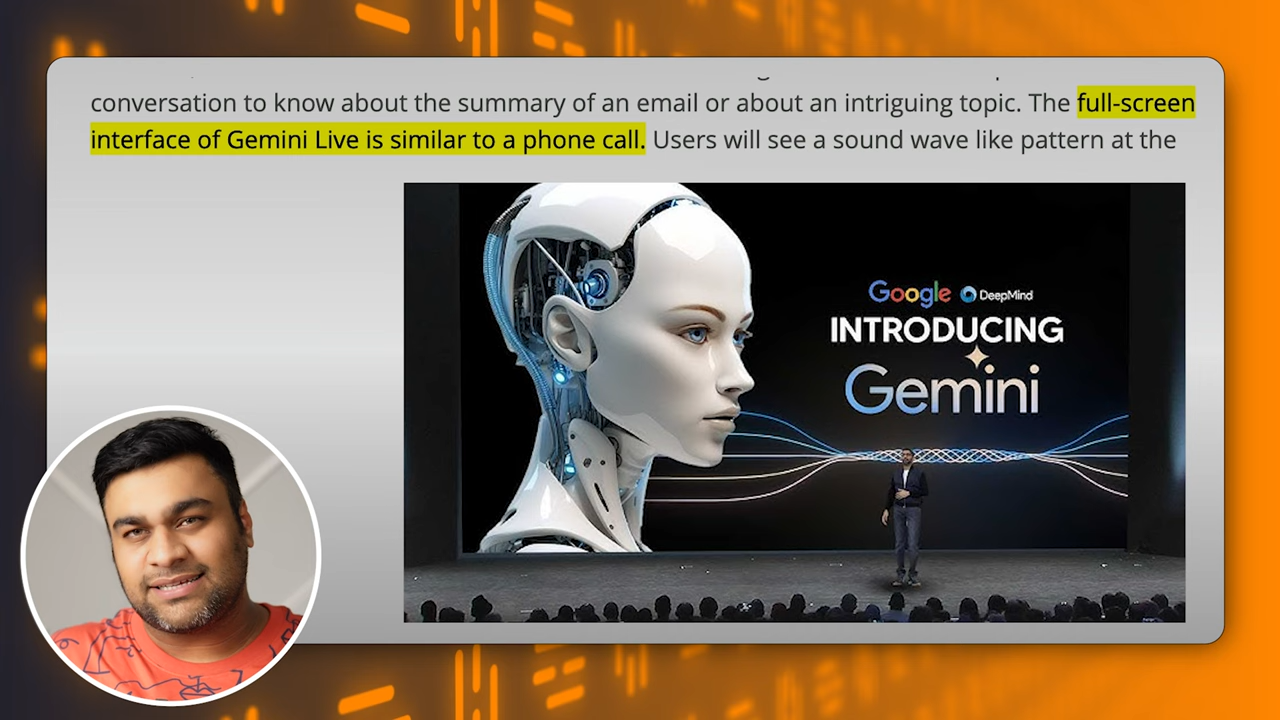 conversation to know about the summary of an email or about an intriguing topic. The full-screen
interface of Gemini Live is similar to a phone call. Users will see a sound wave like pattern at the
Google DeepMind
INTRODUCING
Gemini